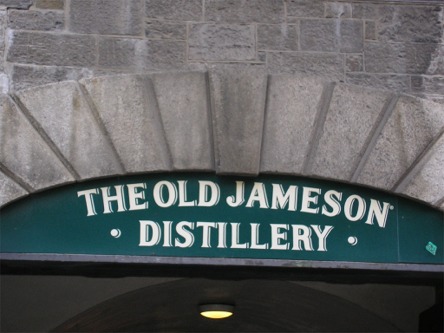 THE OLD JAMESON
• DISTILLERY •